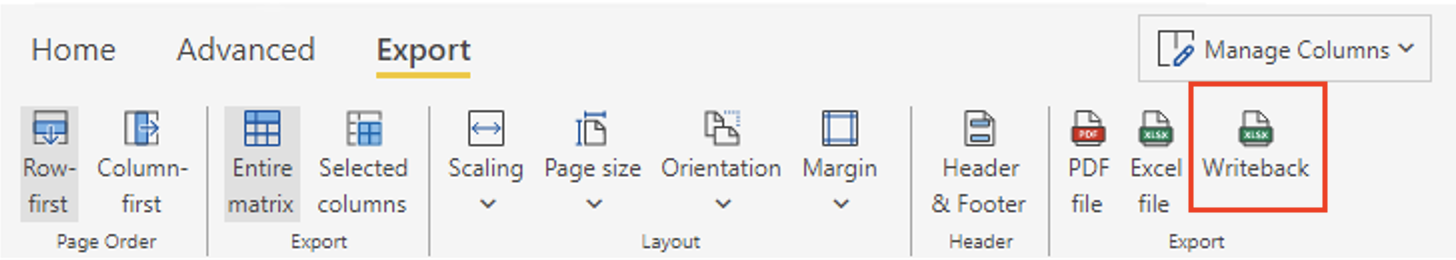 Home Advanced Export Manage Columns
Row- Column- Entire Selected Scaling Page size Orientation Margin Header PDF Excel Writeback
first first matrix columns & Footer file file
Page Order Export Layout Header Export
PDF XLSX XLSX